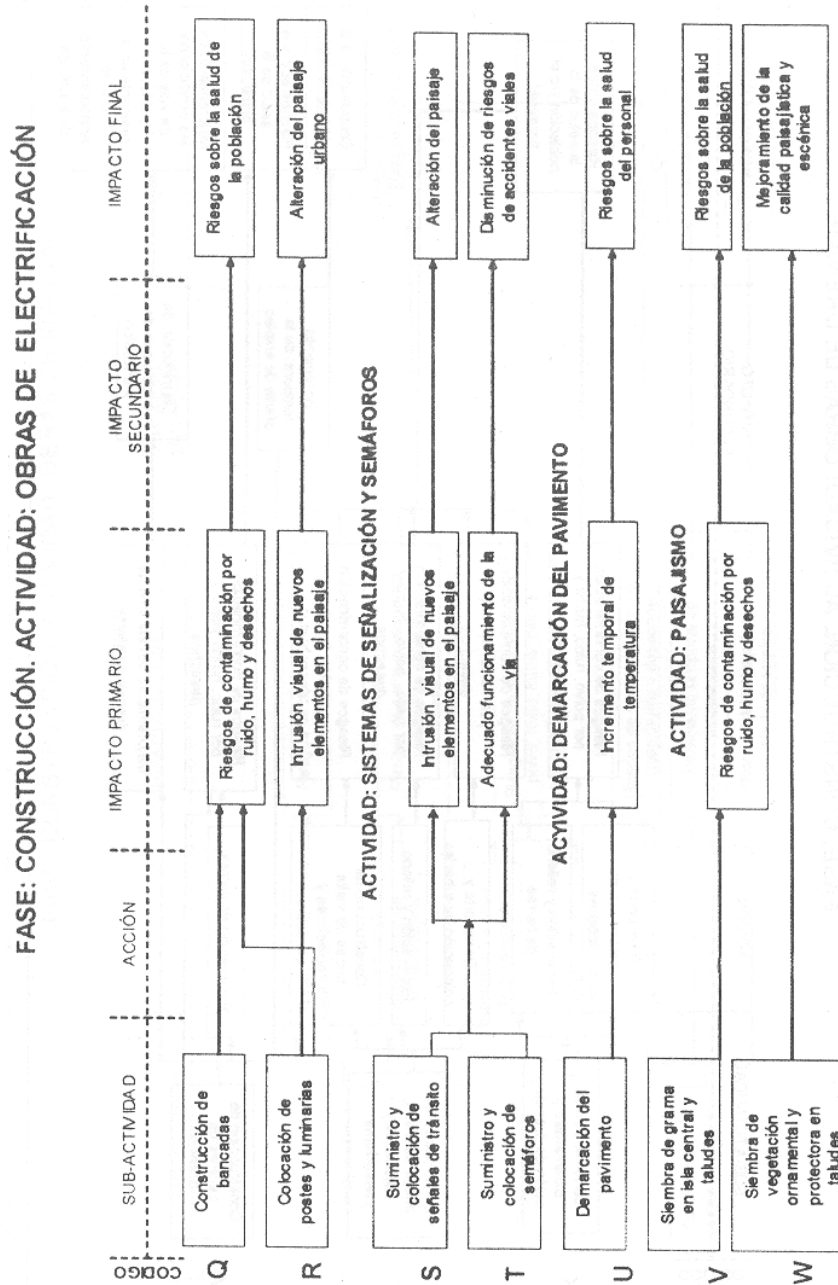 FASE: CONSTRUCCIÓN. ACTIVIDAD: OBRAS DE ELECTRIFICACIÓN
CODIGO
SUB-ACTIVIDAD
ACCIÓN
IMPACTO PRIMARIO
IMPACTO
SECUNDARIO
IMPACTO FINAL
Q
Construcción de
bancadas
Riesgos de contaminación por
ruido, humo y desechos
Riesgos sobre la salud de
la población
R
Colocación de
postes y luminarias
Intrusión visual de nuevos
elementos en el paisaje
Alteración del paisaje
urbano
ACTIVIDAD: SISTEMAS DE SEÑALIZACIÓN Y SEMÁFOROS
S
Suministro y
colocación de
señales de tránsito
Intrusión visual de nuevos
elementos en el paisaje
Alteración del paisaje
T
Suministro y
colocación de
semáforos
Adecuado funcionamiento de la
vía
Disminución de riesgos
de accidentes viales
ACYIVIDAD: DEMARCACIÓN DEL PAVIMENTO
U
Demarcación del
pavimento
Incremento temporal de
temperatura
Riesgos sobre la salud
del personal
ACTIVIDAD: PAISAJISMO
V
Siembra de grama
en isla central y
taludes
Riesgos de contaminación por
ruido, humo y desechos
Riesgos sobre la salud
de la población
W
Siembra de
vegetación
ornamental y
protectora en
taludes
Mejoramiento de la
calidad paisajística y
escénica